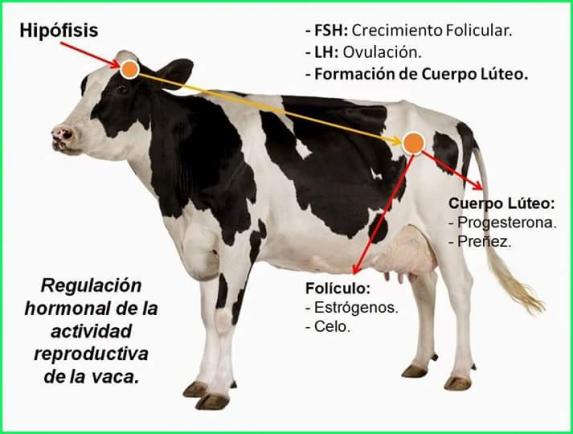 Hipófisis
- FSH: Crecimiento Folicular.
- LH: Ovulación.
- Formación de Cuerpo Lúteo.
Cuerpo Lúteo:
- Progesterona.
- Preñez.
Folículo:
- Estrógenos.
- Celo.
Regulación
hormonal de la
actividad
reproductiva
de la vaca.